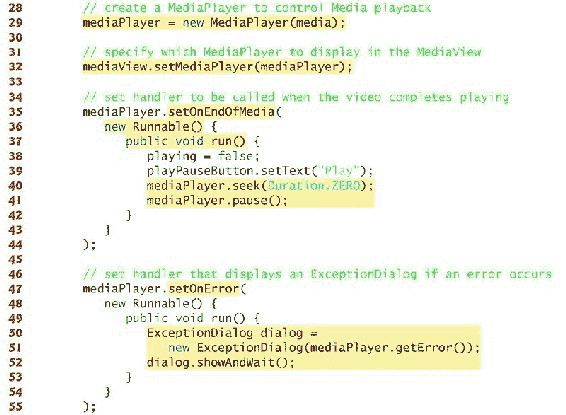 28 // create a MediaPlayer to control Media playback
29 mediaPlayer = new MediaPlayer(media);
30
31 // specify which MediaPlayer to display in the MediaView
32 mediaView.setMediaPlayer(mediaPlayer);
33
34 // set handler to be called when the video completes playing
35 mediaPlayer.setOnEndOfMedia(
36 new Runnable() {
37 public void run() {
38 playing = false;
39 playPauseButton.setText("Play");
40 mediaPlayer.seek(Duration.ZERO);
41 mediaPlayer.pause();
42 }
43 }
44 );
45
46 // set handler that displays an ExceptionDialog if an error occurs
47 mediaPlayer.setOnError(
48 new Runnable() {
49 public void run() {
50 ExceptionDialog dialog =
51 new ExceptionDialog(mediaPlayer.getError());
52 dialog.showAndWait();
53 }
54 }
55 );